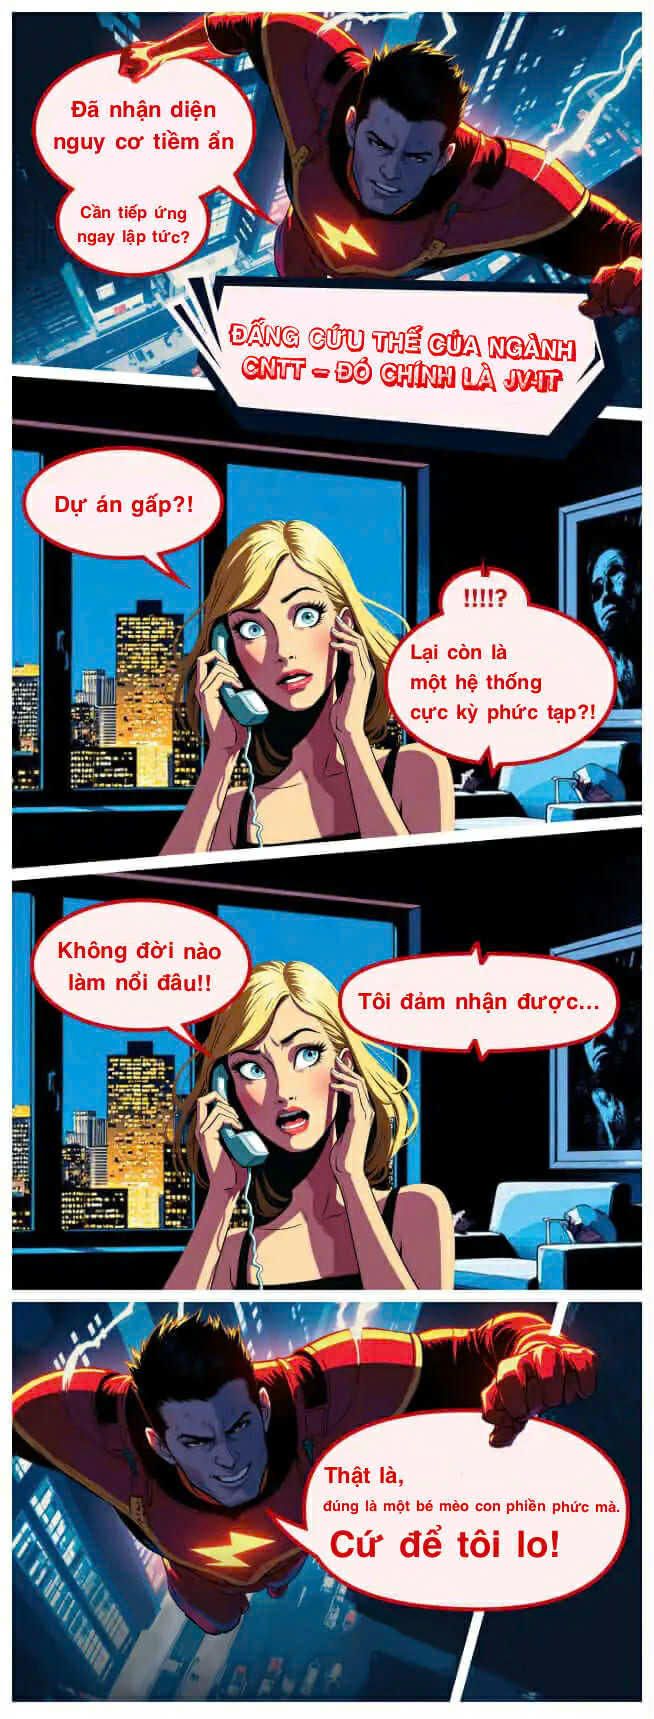 Đã nhận diện
nguy cơ tiềm ẩn
Cần tiếp ứng
ngay lập tức?
ĐẤNG CỨU THẾ CỦA NGÀNH
CNTT – ĐÓ CHÍNH LÀ JV-IT
Dự án gấp?!
!!!!?
Lại còn là
một hệ thống
cực kỳ phức tạp?!
Không đời nào
làm nổi đâu!!
Tôi đảm nhận được...
Thật là,
đúng là một bé mèo con phiền phức mà.
Cứ để tôi lo!